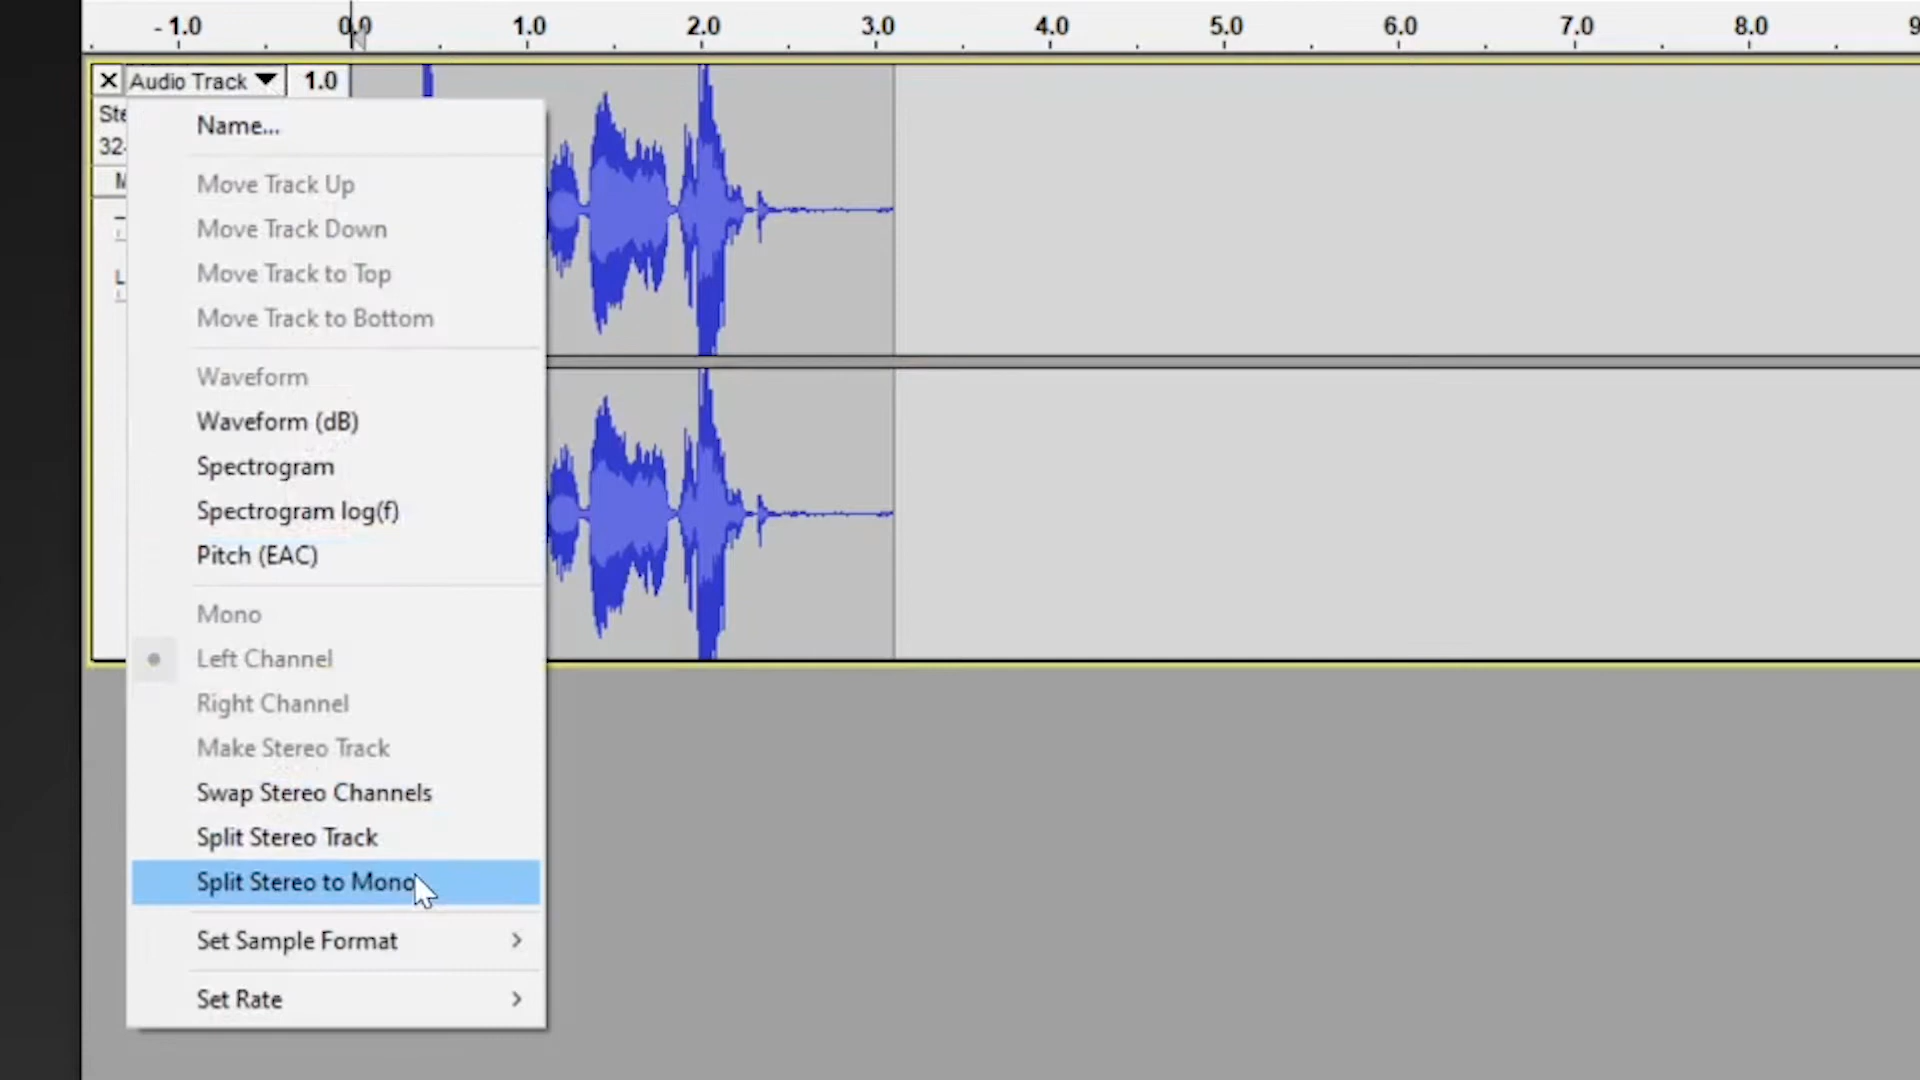 - 1.0 0.0 1.0 2.0 3.0 4.0 5.0 6.0 7.0 8.0
Audio Track 1.0
Name...
Move Track Up
Move Track Down
Move Track to Top
Move Track to Bottom
Waveform
Waveform (dB)
Spectrogram
Spectrogram log(f)
Pitch (EAC)
Mono
Left Channel
Right Channel
Make Stereo Track
Swap Stereo Channels
Split Stereo Track
Split Stereo to Mono
Set Sample Format
Set Rate